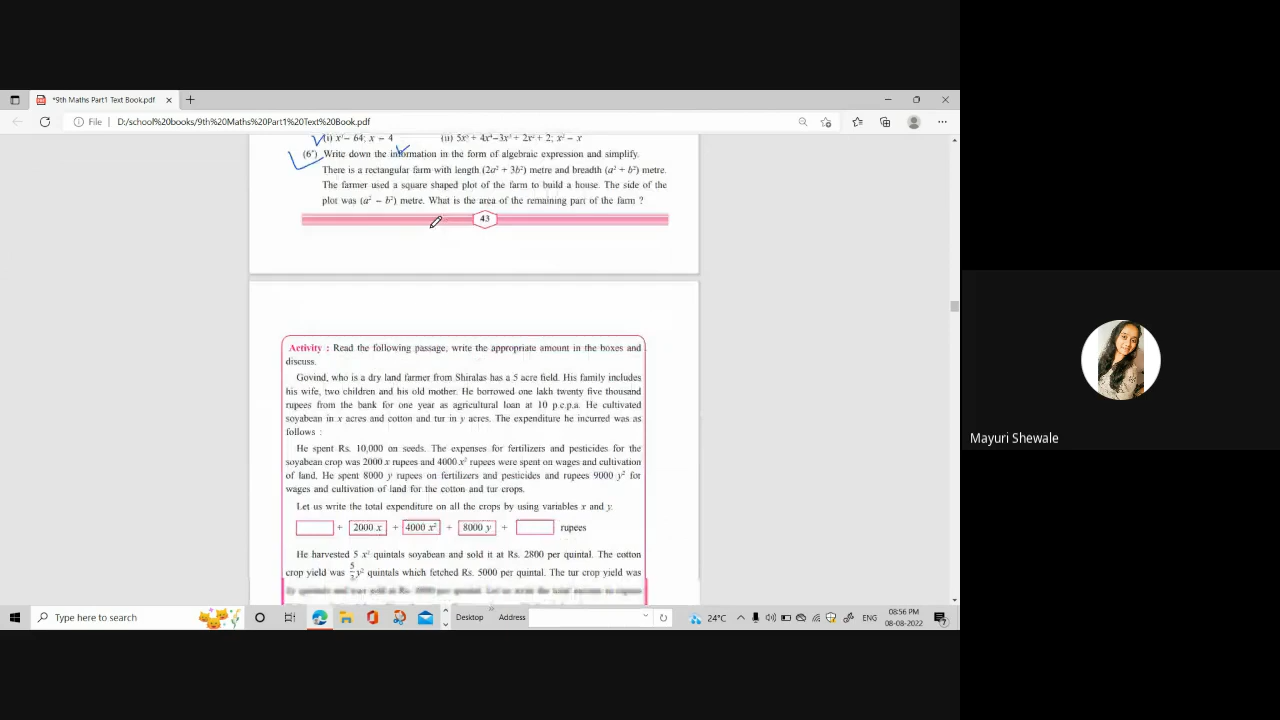 *9th Maths Part1 Text Book.pdf
File
D:/school%20books/9th%20Maths%20Part1%20Text%20Book.pdf
(i) x³ − 64; x − 4 (ii) 5x⁵ + 4x⁴−3x³ + 2x² + 2; x² − x
(6*) Write down the information in the form of algebraic expression and simplify.
There is a rectangular farm with length (2a² + 3b²) metre and breadth (a² + b²) metre.
The farmer used a square shaped plot of the farm to build a house. The side of the
plot was (a² − b²) metre. What is the area of the remaining part of the farm ?
43
Activity : Read the following passage, write the appropriate amount in the boxes and
discuss.
Govind, who is a dry land farmer from Shiralas has a 5 acre field. His family includes
his wife, two children and his old mother. He borrowed one lakh twenty five thousand
rupees from the bank for one year as agricultural loan at 10 p.c.p.a. He cultivated
soyabean in x acres and cotton and tur in y acres. The expenditure he incurred was as
follows :
He spent Rs. 10,000 on seeds. The expenses for fertilizers and pesticides for the
soyabean crop was 2000 x rupees and 4000 x² rupees were spent on wages and cultivation
of land. He spent 8000 y rupees on fertilizers and pesticides and rupees 9000 y² for
wages and cultivation of land for the cotton and tur crops.
Let us write the total expenditure on all the crops by using variables x and y.
+ 2000 x + 4000 x² + 8000 y + rupees
He harvested 5 x² quintals soyabean and sold it at Rs. 2800 per quintal. The cotton
crop yield was 5/3 y² quintals which fetched Rs. 5000 per quintal. The tur crop yield was
Mayuri Shewale
Type here to search
Desktop
Address
24°C
ENG
08:56 PM
08-08-2022